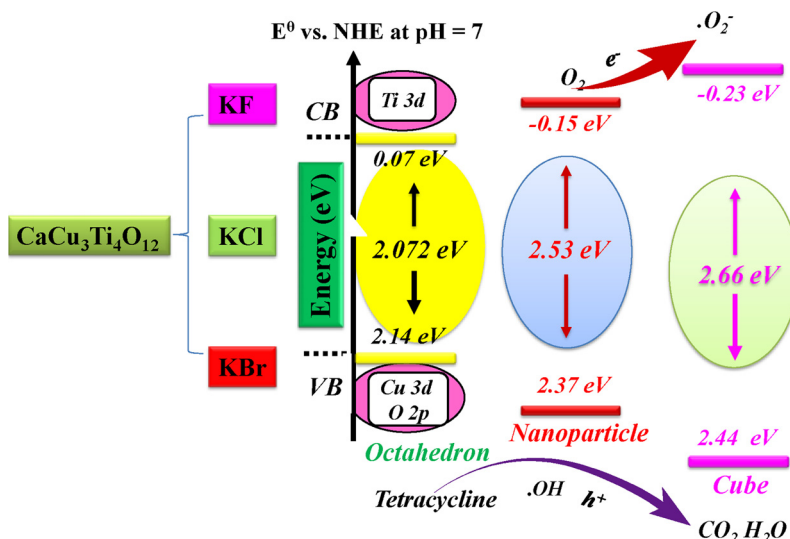 E⁰ vs. NHE at pH = 7
.O₂⁻
e⁻
O₂
-0.23 eV
-0.15 eV
Ti 3d
CB
0.07 eV
KF
KCl
KBr
CaCu₃Ti₄O₁₂
Energy (eV)
2.072 eV
2.53 eV
2.66 eV
2.14 eV
VB
Cu 3d
O 2p
2.37 eV
2.44 eV
Octahedron
Nanoparticle
Cube
Tetracycline
.OH
h⁺
CO₂ H₂O